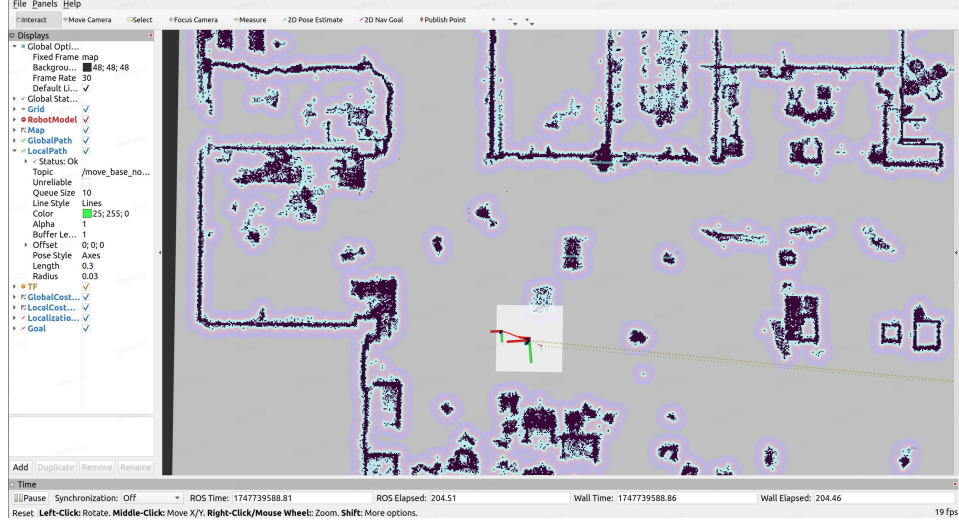 File Panels Help
Interact Move Camera Select Focus Camera Measure 2D Pose Estimate 2D Nav Goal Publish Point
Displays
Global Opti...
Fixed Frame map
Backgrou... 48; 48; 48
Frame Rate 30
Default Li... ✓
Global Stat...
Grid ✓
RobotModel ✓
Map ✓
GlobalPath ✓
LocalPath ✓
Status: Ok
Topic /move_base_no...
Unreliable
Queue Size 10
Line Style Lines
Color 25; 255; 0
Alpha 1
Buffer Le... 1
Offset 0; 0; 0
Pose Style Axes
Length 0.3
Radius 0.03
TF ✓
GlobalCost... ✓
LocalCost... ✓
Localizatio... ✓
Goal ✓
Add Duplicate Remove Rename
Time
Pause Synchronization: Off ROS Time: 1747739588.81 ROS Elapsed: 204.51 Wall Time: 1747739588.86 Wall Elapsed: 204.46
Reset Left-Click: Rotate. Middle-Click: Move X/Y. Right-Click/Mouse Wheel:: Zoom. Shift: More options. 19 fps